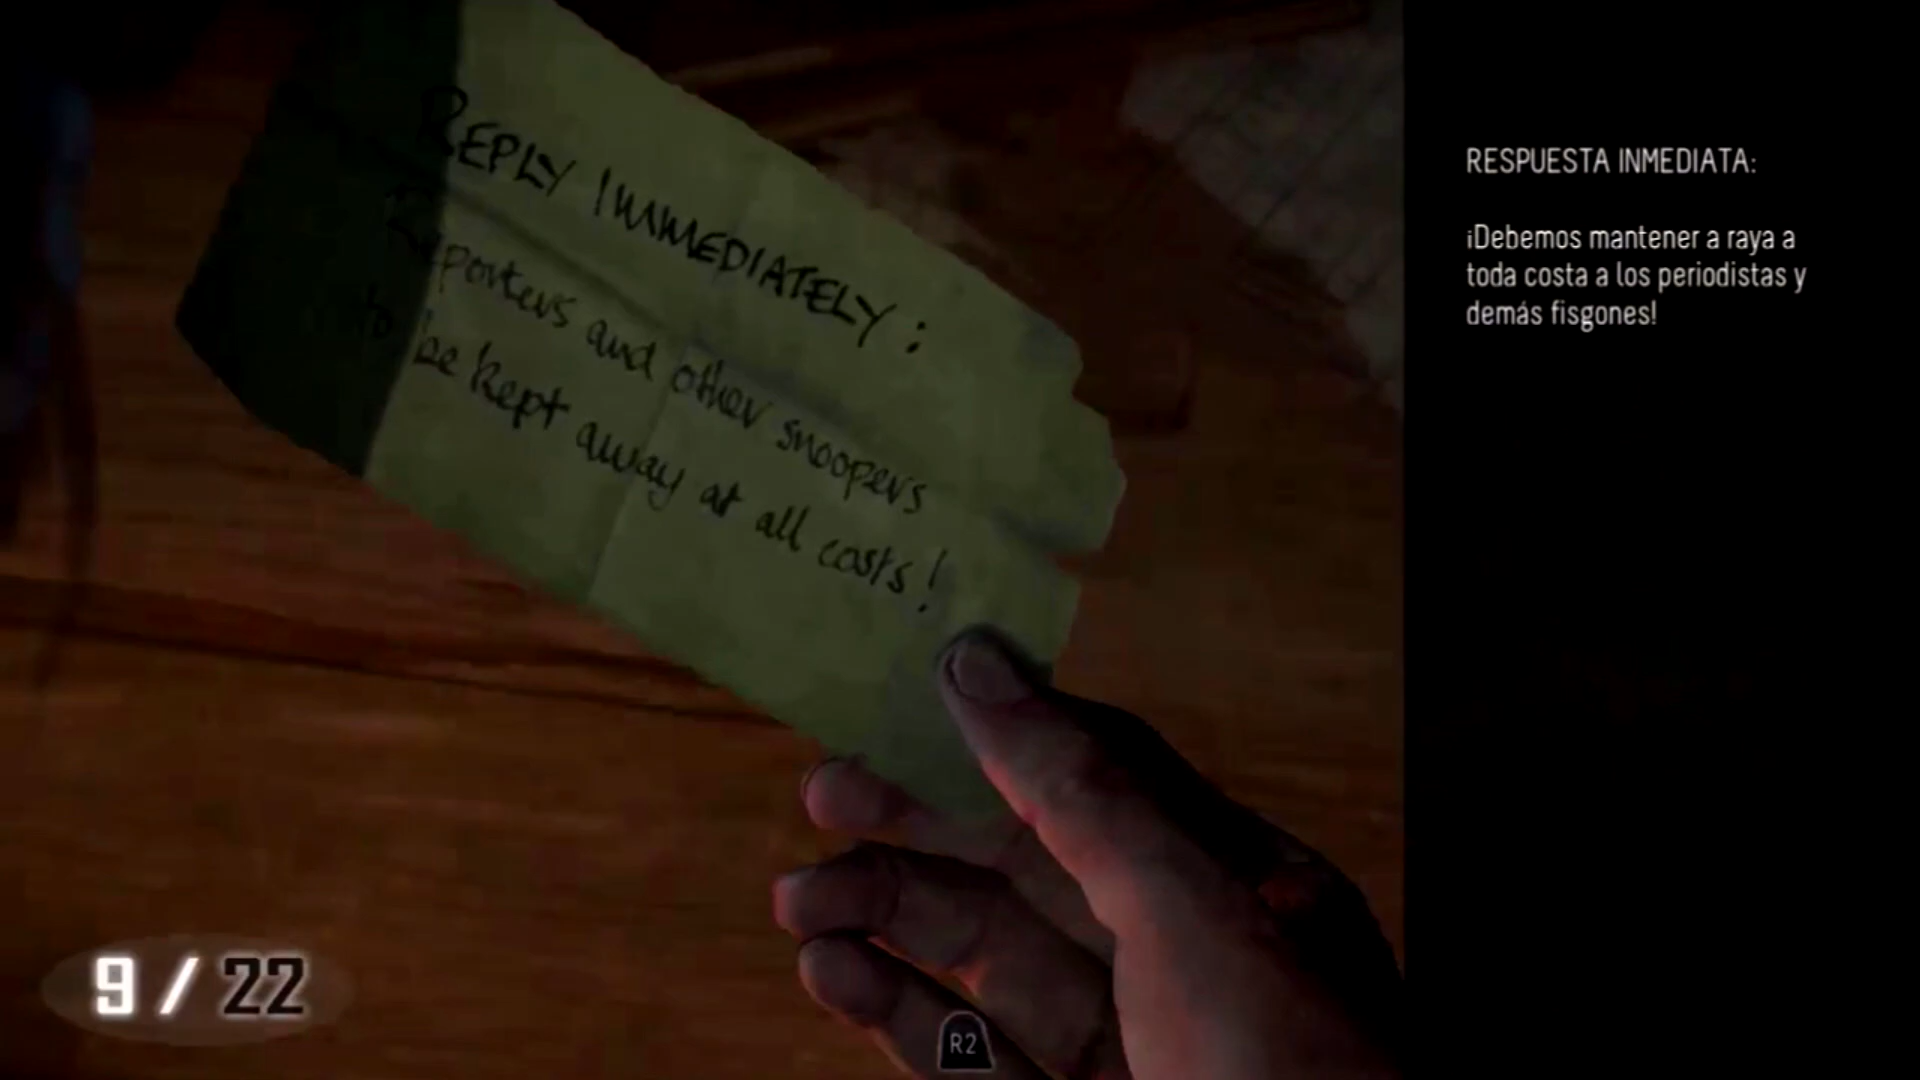 REPLY IMMEDIATELY:
Reporters and other snoopers
to be kept away at all costs!
RESPUESTA INMEDIATA:
¡Debemos mantener a raya a
toda costa a los periodistas y
demás fisgones!
9 / 22
R2